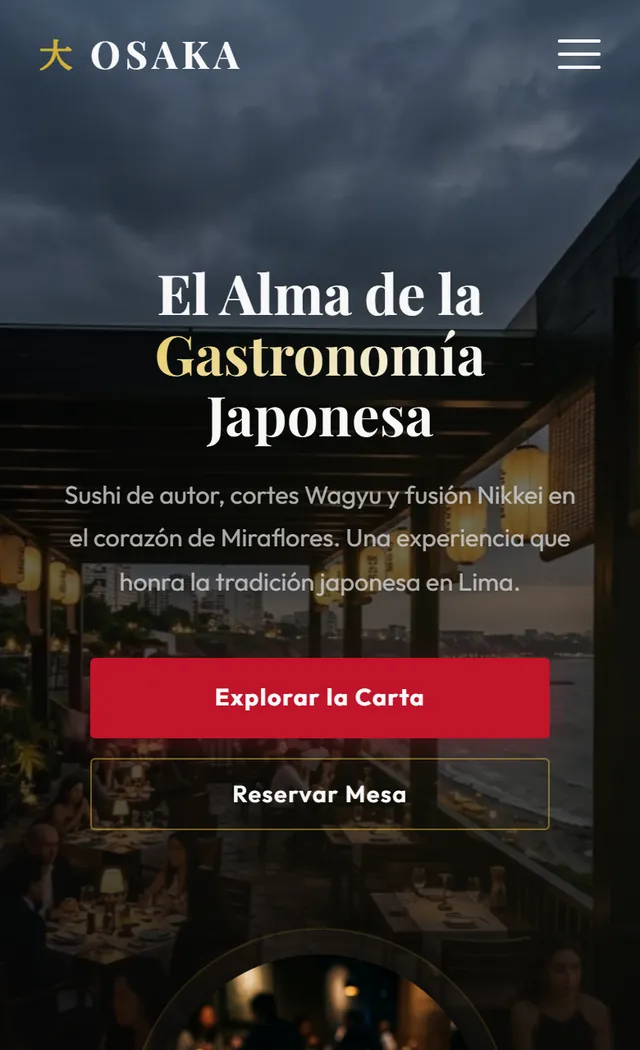 大 OSAKA
El Alma de la
Gastronomía
Japonesa
Sushi de autor, cortes Wagyu y fusión Nikkei en
el corazón de Miraflores. Una experiencia que
honra la tradición japonesa en Lima.
Explorar la Carta
Reservar Mesa